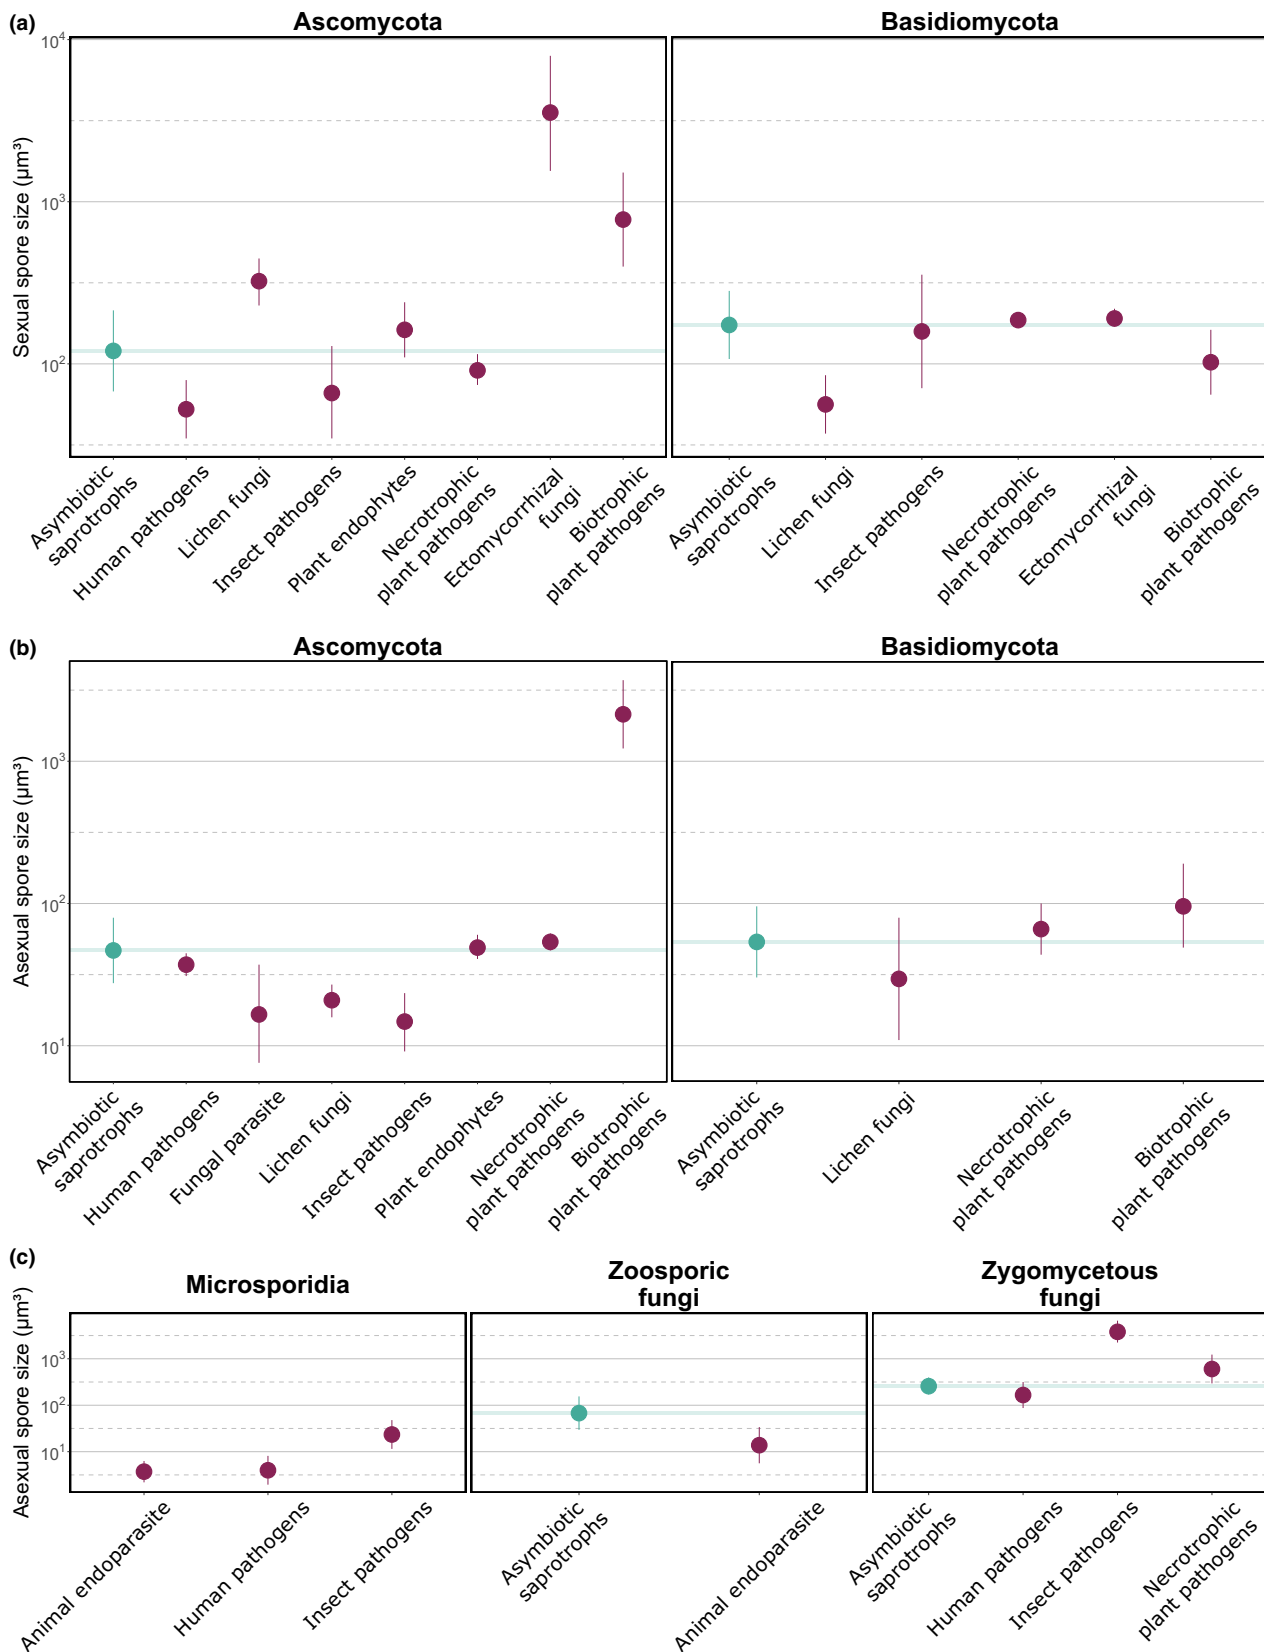 (a)
Ascomycota
Basidiomycota
Sexual spore size (µm³)
10⁴
10³
10²
Asymbiotic
saprotrophs
Human pathogens
Lichen fungi
Insect pathogens
Plant endophytes
Necrotrophic
plant pathogens
Ectomycorrhizal
fungi
Biotrophic
plant pathogens
Asymbiotic
saprotrophs
Lichen fungi
Insect pathogens
Necrotrophic
plant pathogens
Ectomycorrhizal
fungi
Biotrophic
plant pathogens
(b)
Ascomycota
Basidiomycota
Asexual spore size (µm³)
10³
10²
10¹
Asymbiotic
saprotrophs
Human pathogens
Fungal parasite
Lichen fungi
Insect pathogens
Plant endophytes
Necrotrophic
plant pathogens
Biotrophic
plant pathogens
Asymbiotic
saprotrophs
Lichen fungi
Necrotrophic
plant pathogens
Biotrophic
plant pathogens
(c)
Microsporidia
Zoosporic
fungi
Zygomycetous
fungi
Asexual spore size (µm³)
10³
10²
10¹
Animal endoparasite
Human pathogens
Insect pathogens
Asymbiotic
saprotrophs
Animal endoparasite
Asymbiotic
saprotrophs
Human pathogens
Insect pathogens
Necrotrophic
plant pathogens